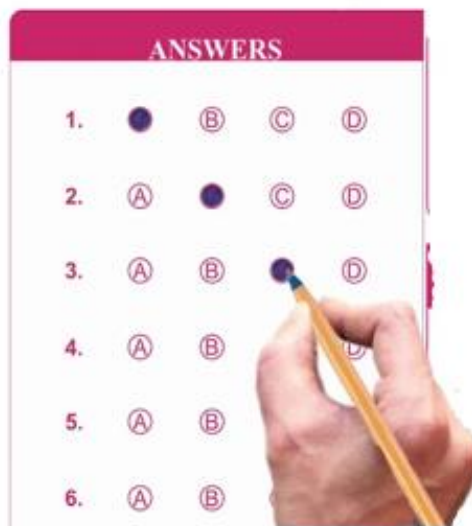 ANSWERS
1. Ⓑ Ⓒ Ⓓ
2. Ⓐ Ⓒ Ⓓ
3. Ⓐ Ⓑ Ⓓ
4. Ⓐ Ⓑ Ⓓ
5. Ⓐ Ⓑ
6. Ⓐ Ⓑ